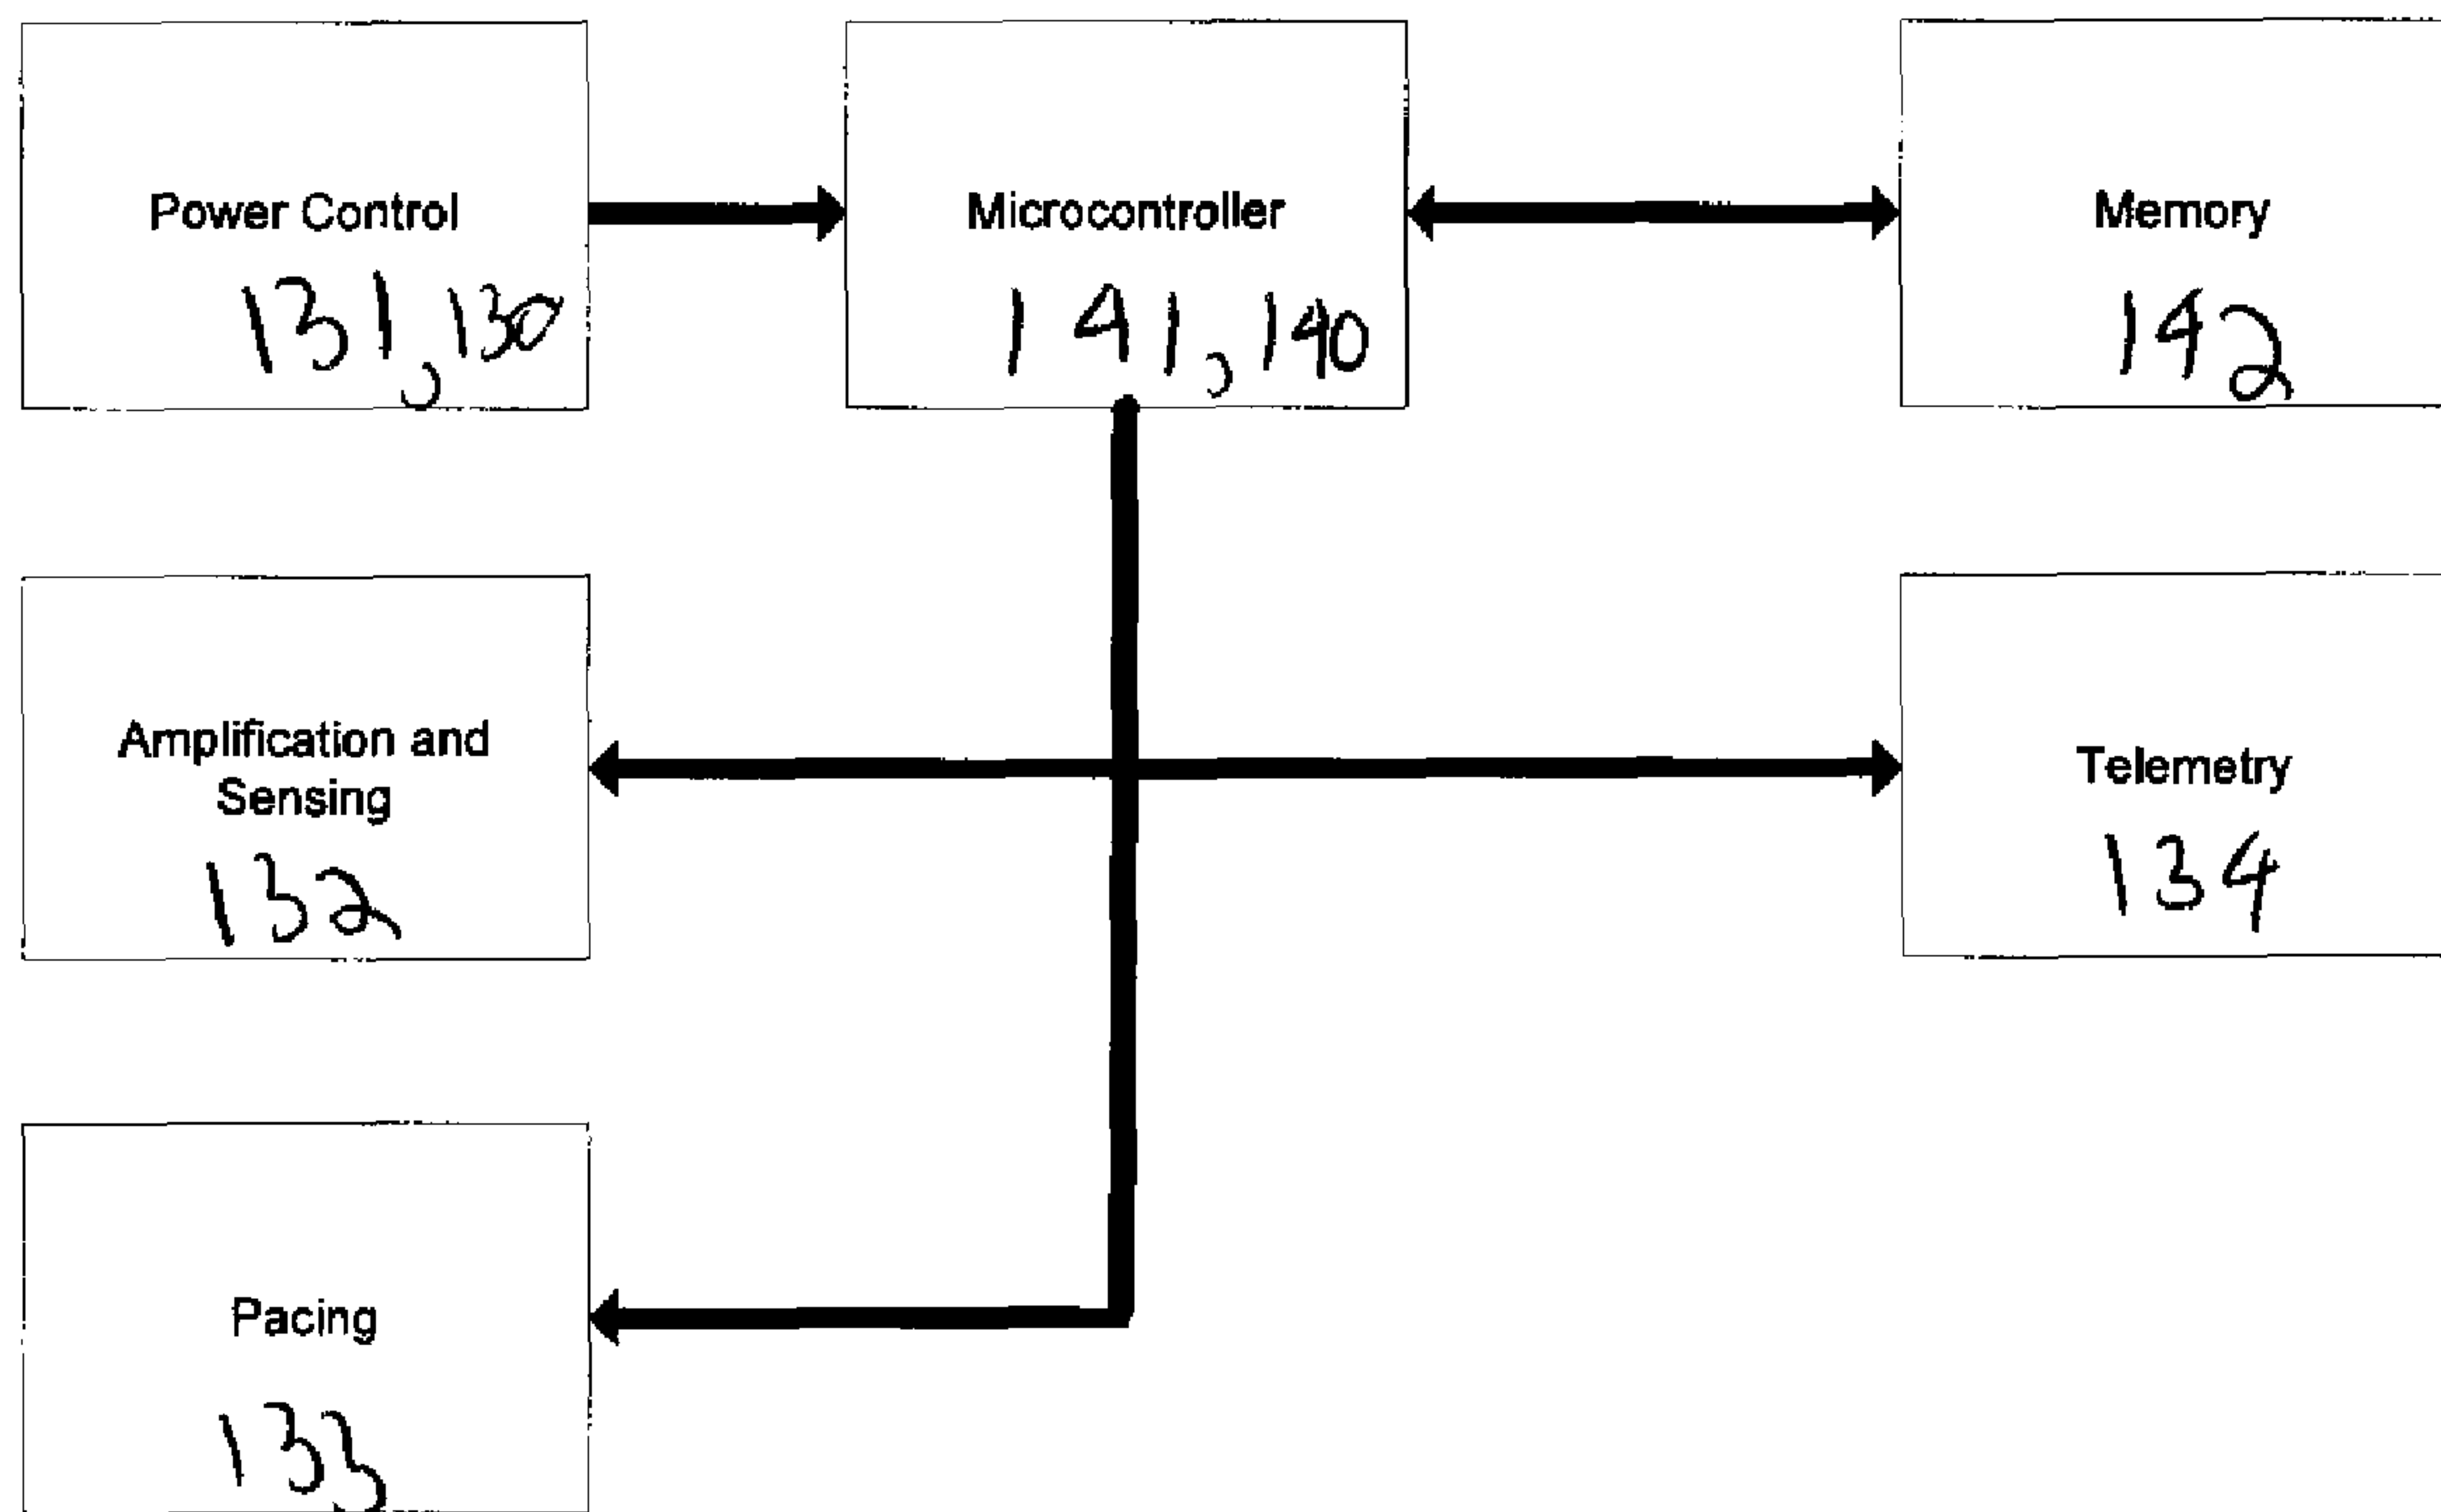 Power Control
131, 130
Microcontroller
141, 140
Memory
142
Amplification and
Sensing
132
Telemetry
134
Pacing
133